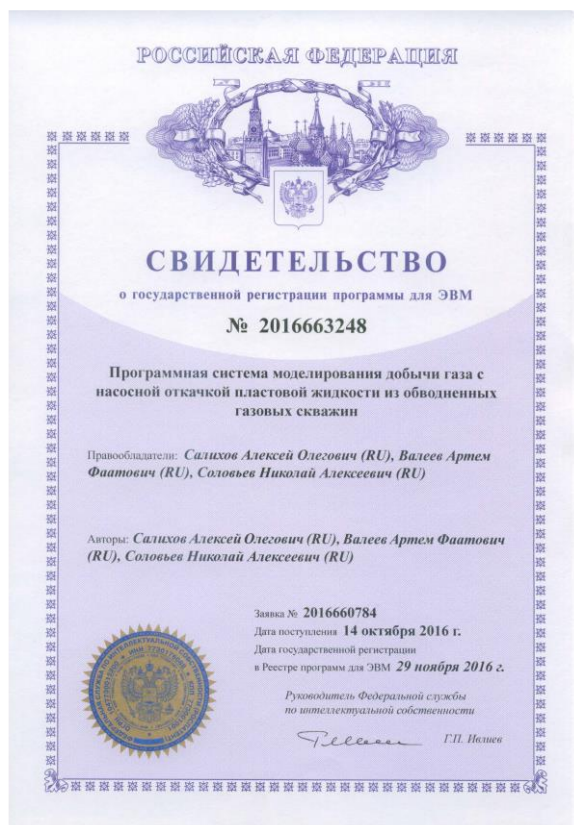 РОССИЙСКАЯ ФЕДЕРАЦИЯ
СВИДЕТЕЛЬСТВО
о государственной регистрации программы для ЭВМ
№ 2016663248
Программная система моделирования добычи газа с
насосной откачкой пластовой жидкости из обводненных
газовых скважин
Правообладатели: Салихов Алексей Олегович (RU), Валеев Артем
Фаатович (RU), Соловьев Николай Алексеевич (RU)
Авторы: Салихов Алексей Олегович (RU), Валеев Артем Фаатович
(RU), Соловьев Николай Алексеевич (RU)
Заявка № 2016660784
Дата поступления 14 октября 2016 г.
Дата государственной регистрации
в Реестре программ для ЭВМ 29 ноября 2016 г.
Руководитель Федеральной службы
по интеллектуальной собственности
Г.П. Ивлиев